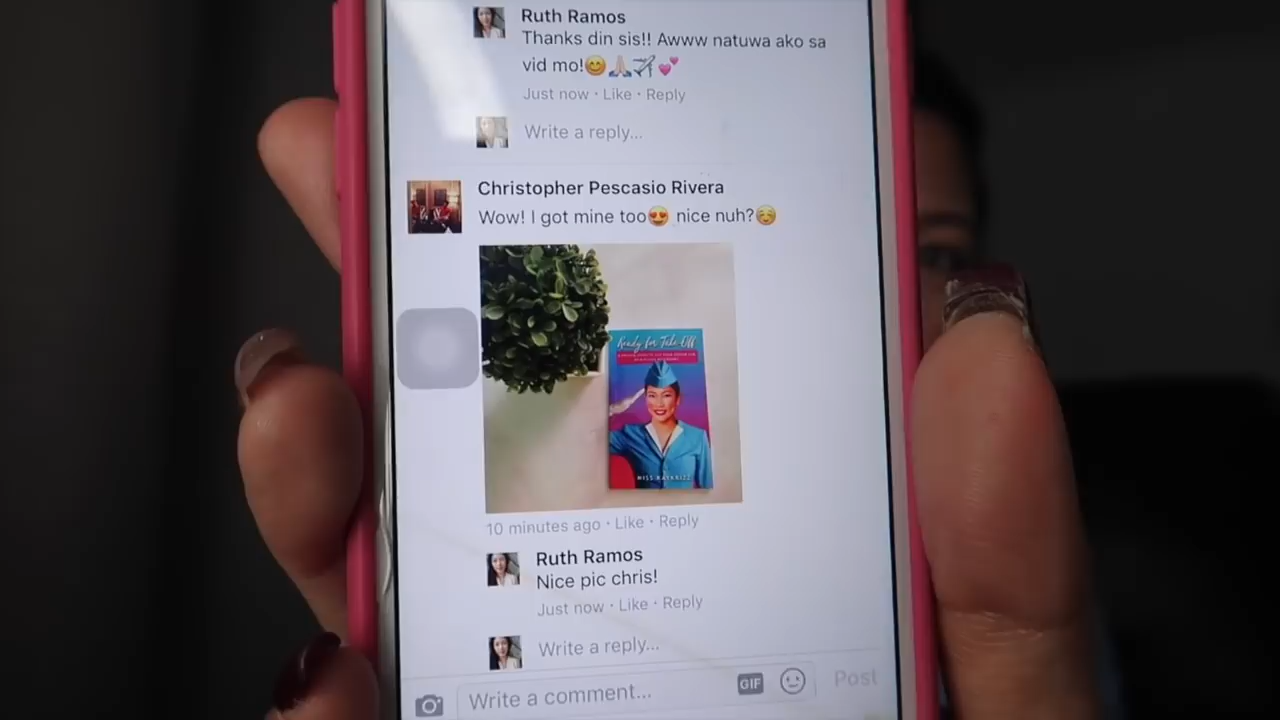 Ruth Ramos
Thanks din sis!! Awww natuwa ako sa
vid mo!😊🙏🏼✈️💕
Just now · Like · Reply
Write a reply...
Christopher Pescasio Rivera
Wow! I got mine too😍 nice nuh?☺️
Ready for Take-Off
MISS KAYKRIZZ
10 minutes ago · Like · Reply
Ruth Ramos
Nice pic chris!
Just now · Like · Reply
Write a reply...
Write a comment...
GIF
Post